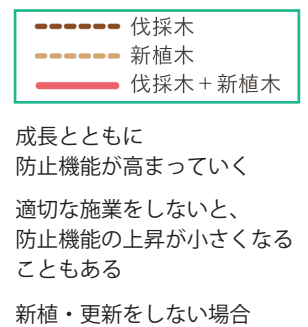 伐採木
新植木
伐採木＋新植木
成長とともに
防止機能が高まっていく
適切な施業をしないと、
防止機能の上昇が小さくなる
こともある
新植・更新をしない場合